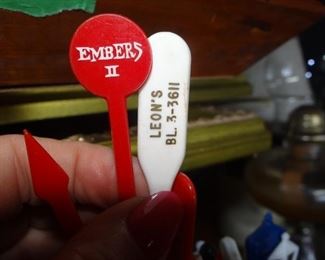 EMBERS
II
LEON'S
BL. 3-3611